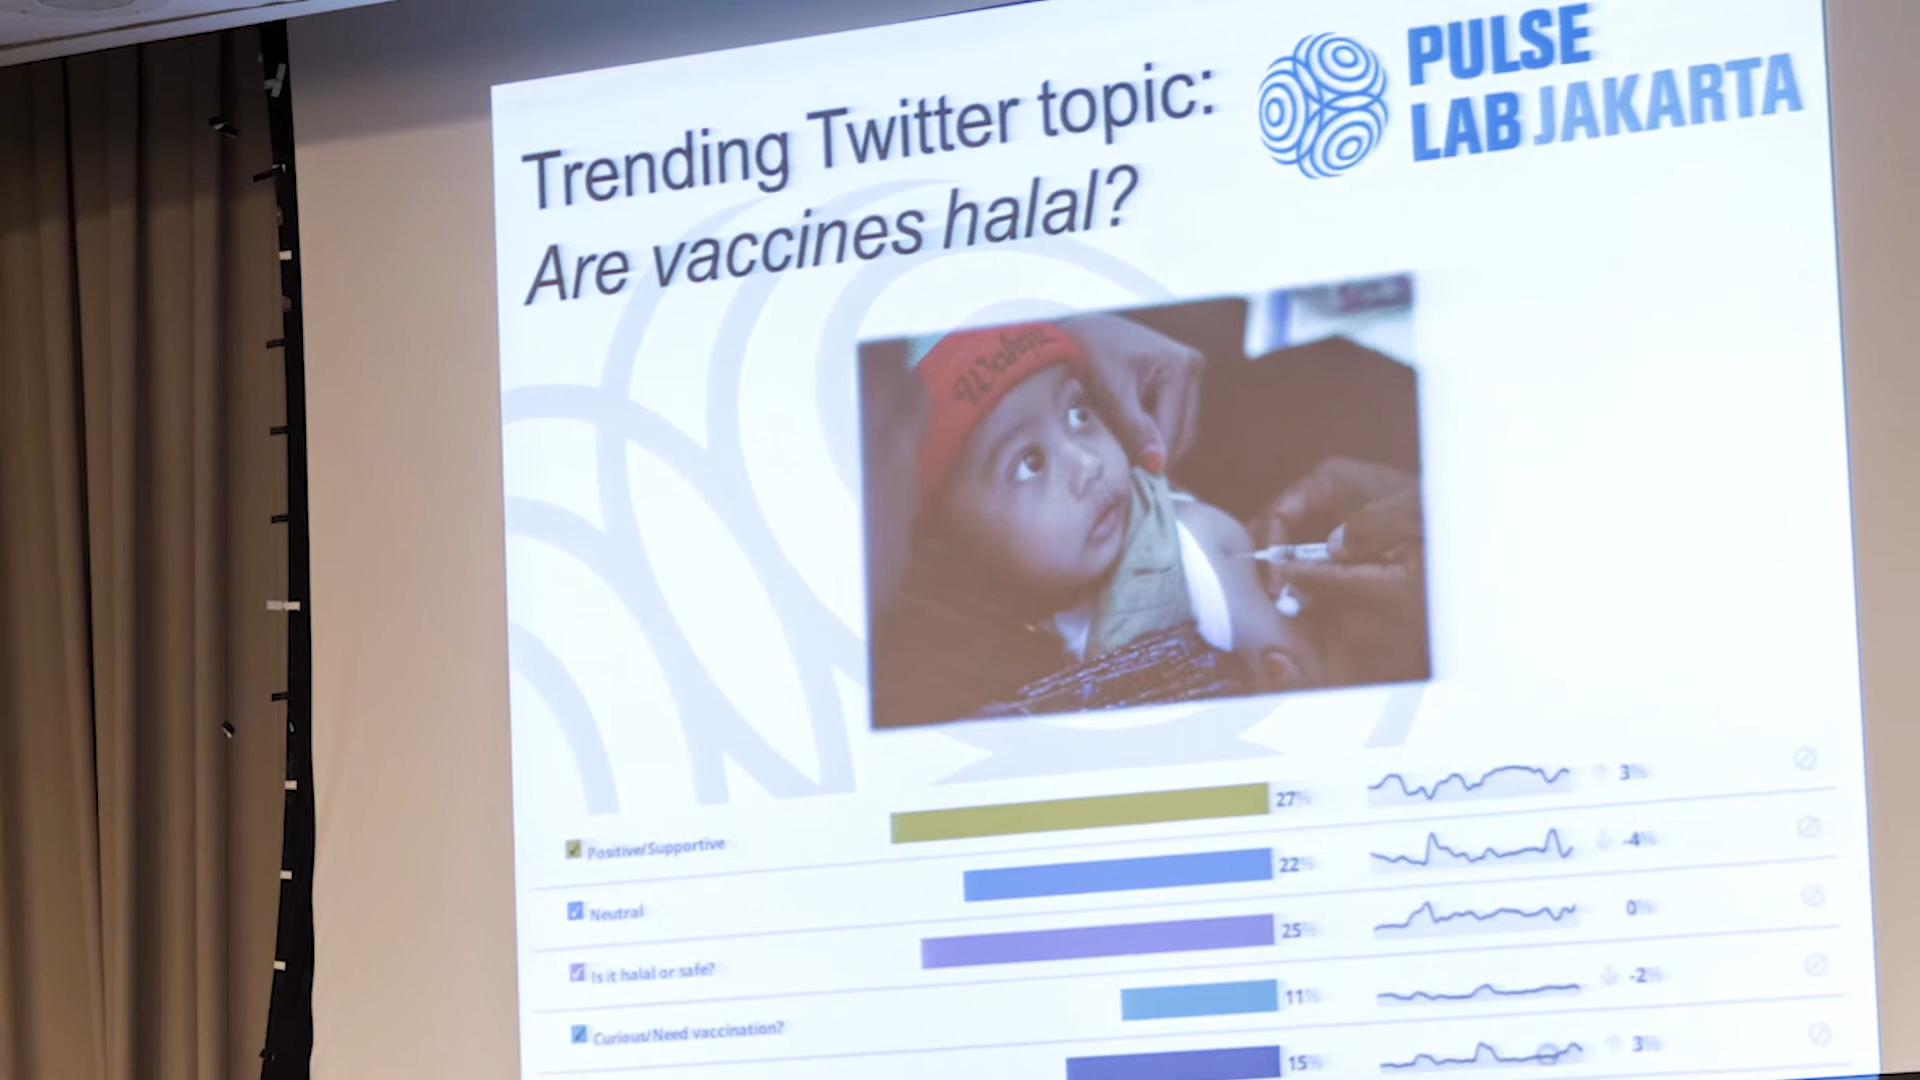 Trending Twitter topic:
Are vaccines halal?
PULSE
LAB JAKARTA
Positive/Supportive 27% 3%
Neutral 22% -4%
Is it halal or safe? 25% 0%
Curious/Need vaccination? 11% -2%
15% 3%